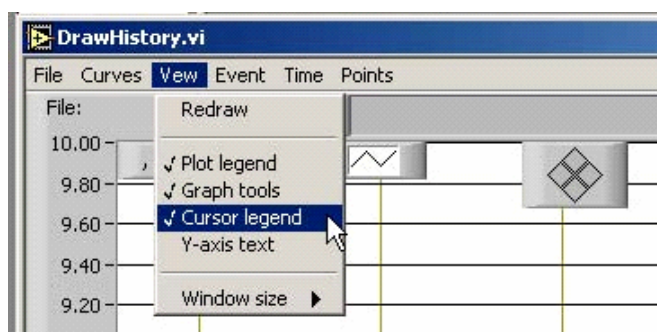 DrawHistory.vi
File Curves Vew Event Time Points
File:
Redraw
Plot legend
Graph tools
Cursor legend
Y-axis text
Window size
10.00
9.80
9.60
9.40
9.20